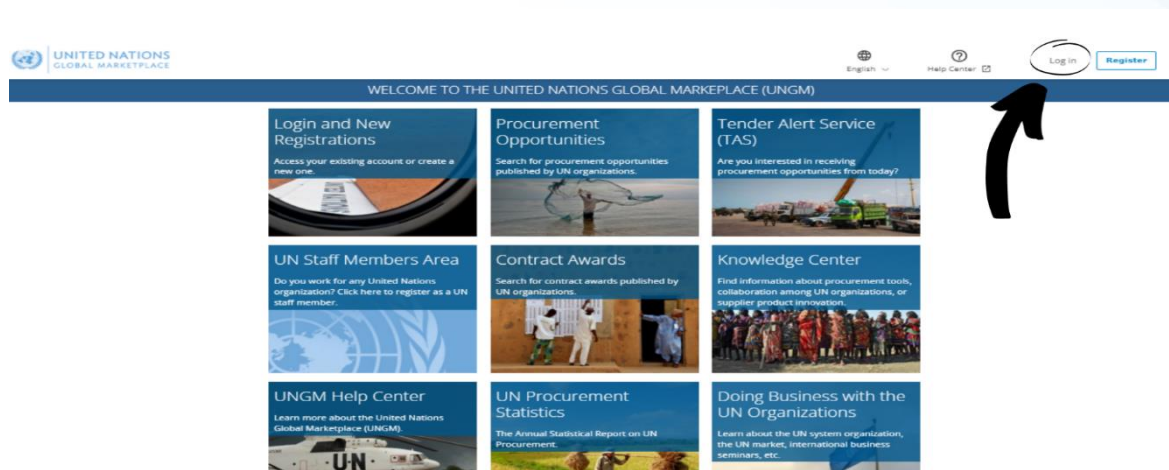 UNITED NATIONS
GLOBAL MARKETPLACE
English
Help Center
Log in
Register
WELCOME TO THE UNITED NATIONS GLOBAL MARKEPLACE (UNGM)
Login and New
Registrations
Access your existing account or create a
new one.
Procurement
Opportunities
Search for procurement opportunities
published by UN organizations.
Tender Alert Service
(TAS)
Are you interested in receiving
procurement opportunities from today?
UN Staff Members Area
Do you work for any United Nations
organization? Click here to register as a UN
staff member.
Contract Awards
Search for contract awards published by
UN organizations.
Knowledge Center
Find information about procurement tools,
collaboration among UN organizations, or
supplier product innovation.
UNGM Help Center
Learn more about the United Nations
Global Marketplace (UNGM).
UN
UN Procurement
Statistics
The Annual Statistical Report on UN
Procurement.
Doing Business with the
UN Organizations
Learn about the UN system organization,
the UN market, international business
seminars, etc.